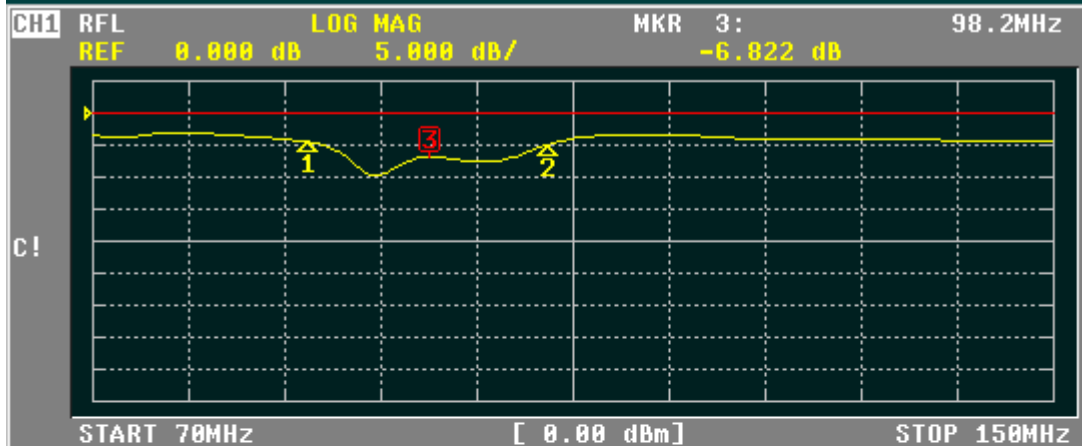 CH1 RFL LOG MAG MKR 3: 98.2MHz
REF 0.000 dB 5.000 dB/ -6.822 dB
3
1
2
C!
START 70MHz [ 0.00 dBm] STOP 150MHz